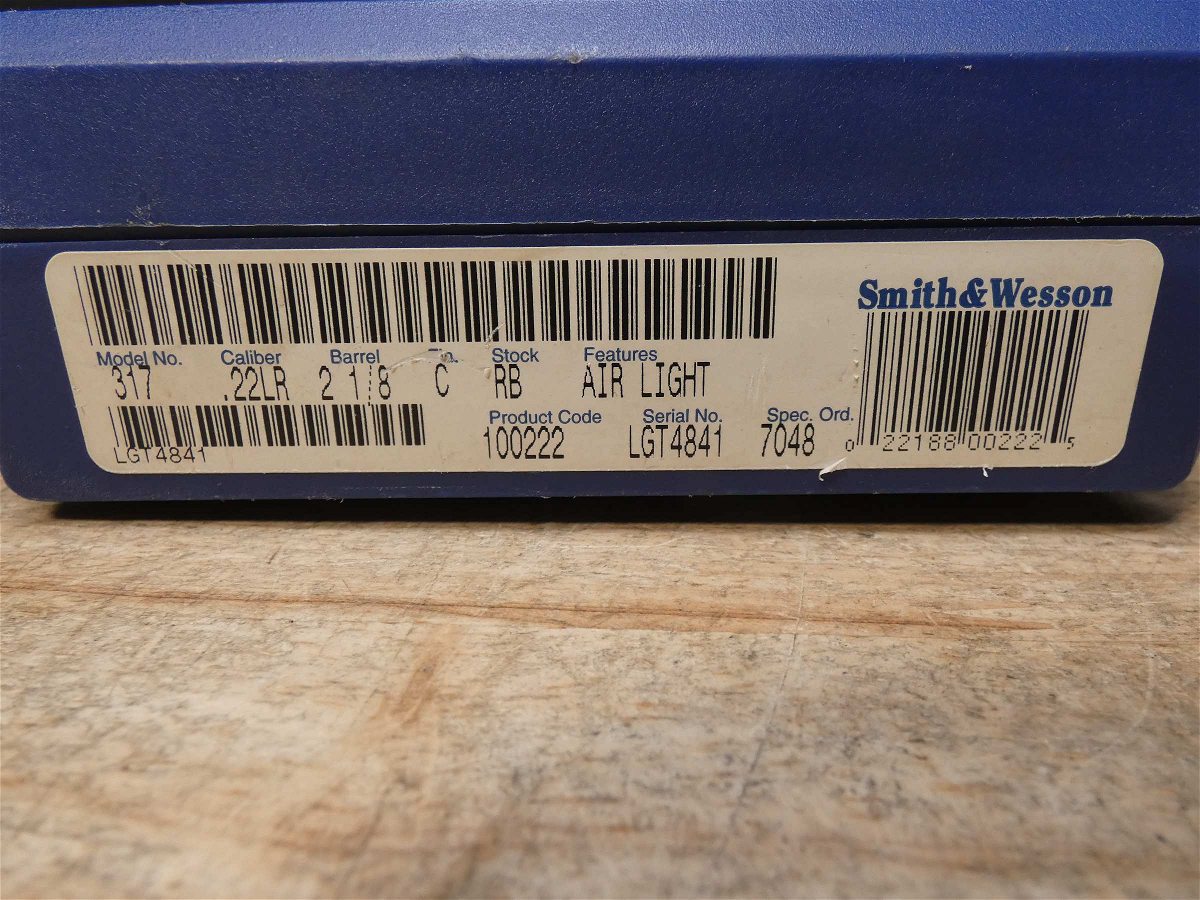 Smith&Wesson
Model No. Caliber Barrel Fin. Stock Features
317 .22LR 2 1/8 C RB AIR LIGHT
Product Code Serial No. Spec. Ord.
LGT4841 100222 LGT4841 7048 0 22188 00222 5